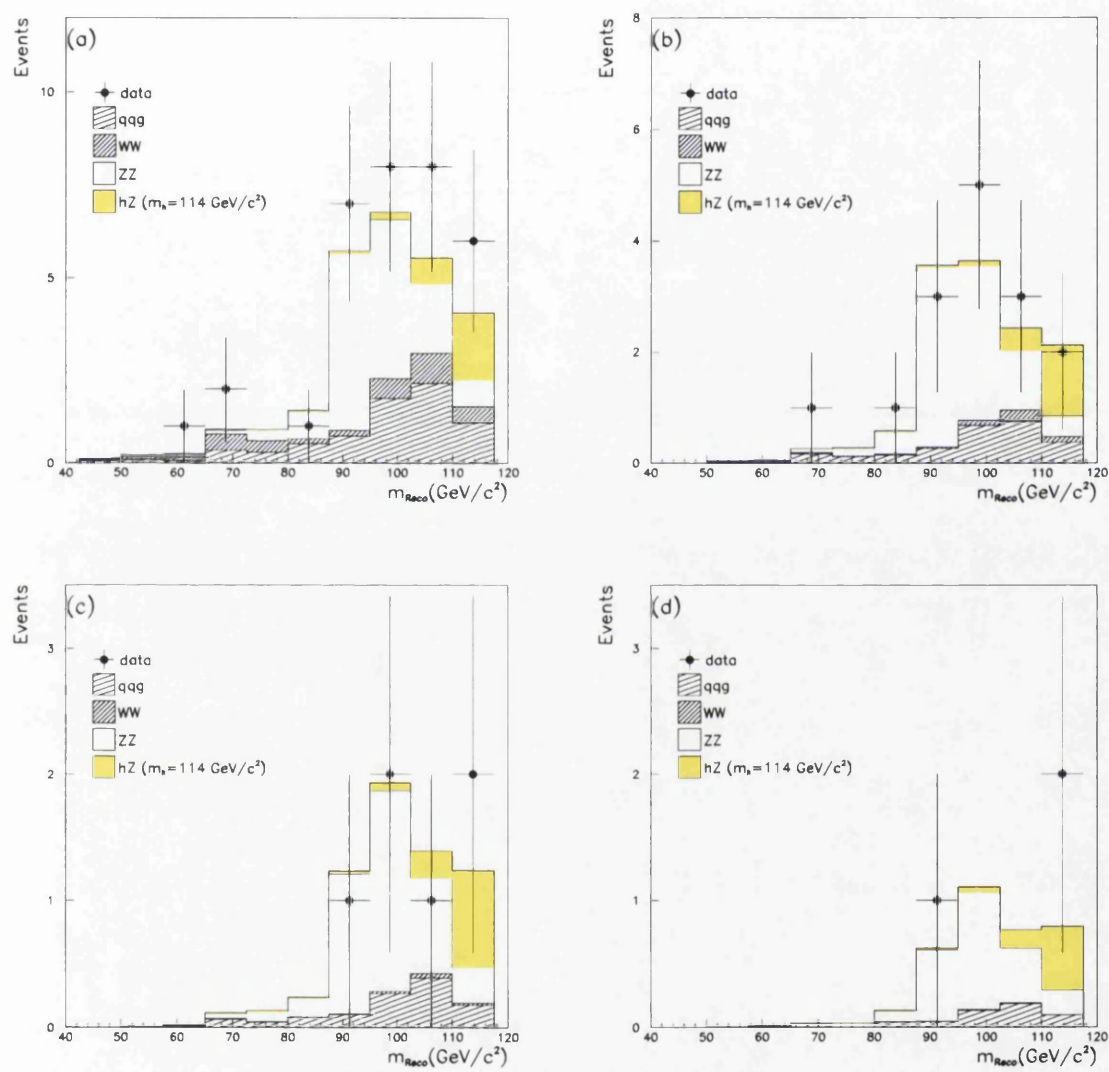 (a)
Events
10
5
0
data
qqg
WW
ZZ
hZ (mₕ=114 GeV/c²)
40 50 60 70 80 90 100 110 120
m_Reco(GeV/c²)
(b)
Events
8
6
4
2
0
data
qqg
WW
ZZ
hZ (mₕ=114 GeV/c²)
40 50 60 70 80 90 100 110 120
m_Reco(GeV/c²)
(c)
Events
3
2
1
0
data
qqg
WW
ZZ
hZ (mₕ=114 GeV/c²)
40 50 60 70 80 90 100 110 120
m_Reco(GeV/c²)
(d)
Events
3
2
1
0
data
qqg
WW
ZZ
hZ (mₕ=114 GeV/c²)
40 50 60 70 80 90 100 110 120
m_Reco(GeV/c²)